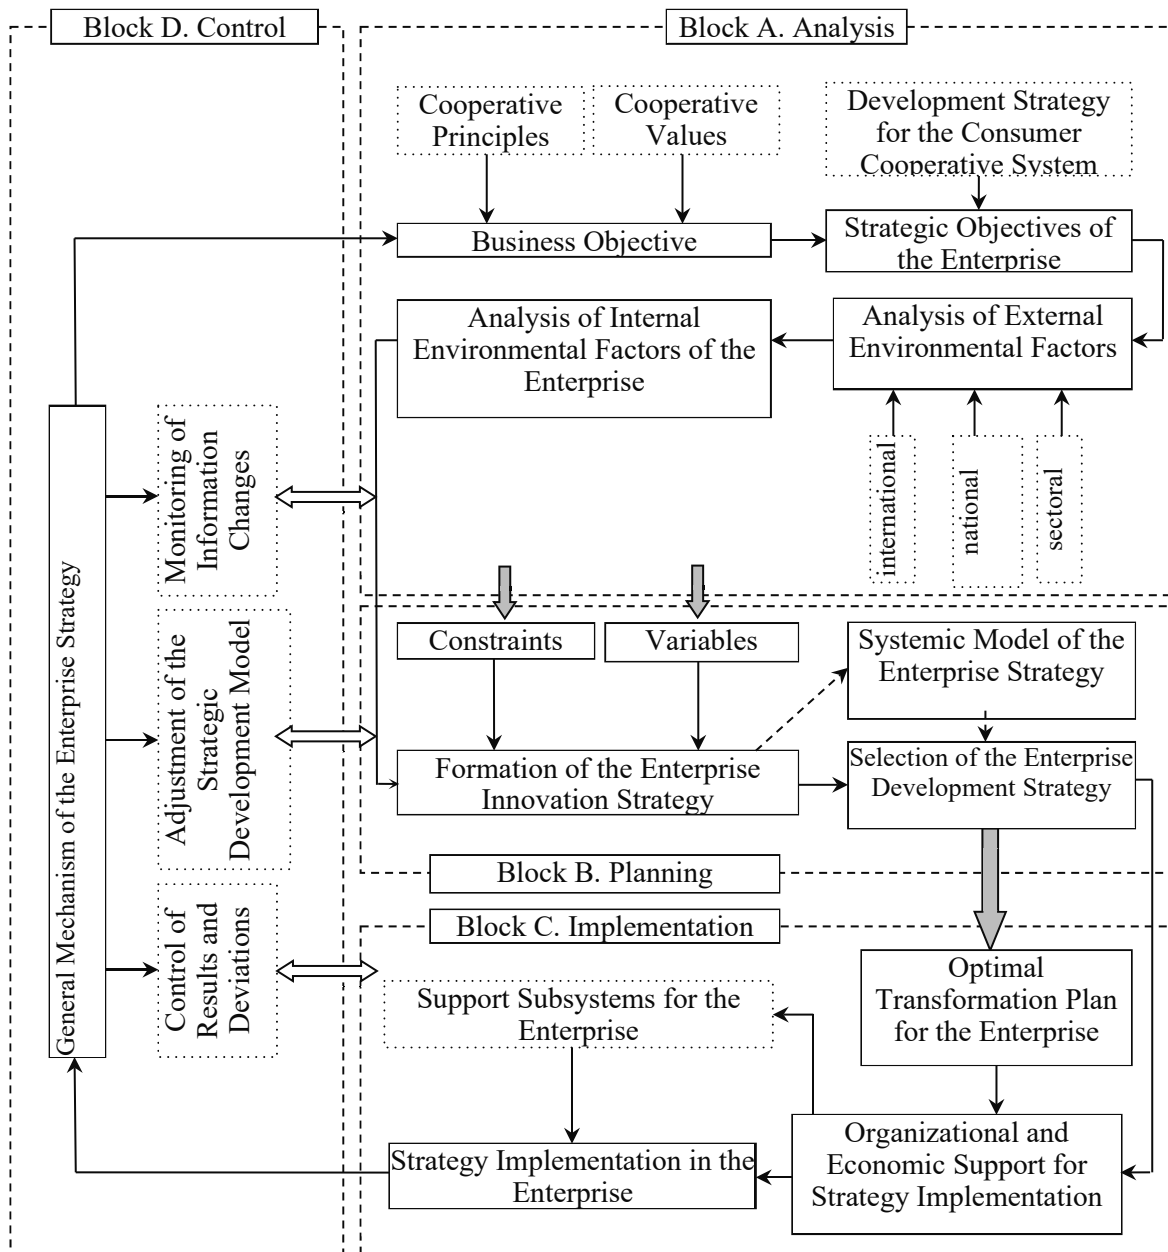 Block D. Control
Block A. Analysis
Cooperative
Principles
Cooperative
Values
Development Strategy
for the Consumer
Cooperative System
Business Objective
Strategic Objectives of
the Enterprise
Analysis of Internal
Environmental Factors of the
Enterprise
Analysis of External
Environmental Factors
international
national
sectoral
General Mechanism of the Enterprise Strategy
Monitoring of
Information
Changes
Adjustment of the
Strategic
Development Model
Control of
Results and
Deviations
Constraints
Variables
Systemic Model of the
Enterprise Strategy
Formation of the Enterprise
Innovation Strategy
Selection of the Enterprise
Development Strategy
Block B. Planning
Block C. Implementation
Optimal
Transformation Plan
for the Enterprise
Support Subsystems for the
Enterprise
Strategy Implementation in the
Enterprise
Organizational and
Economic Support for
Strategy Implementation